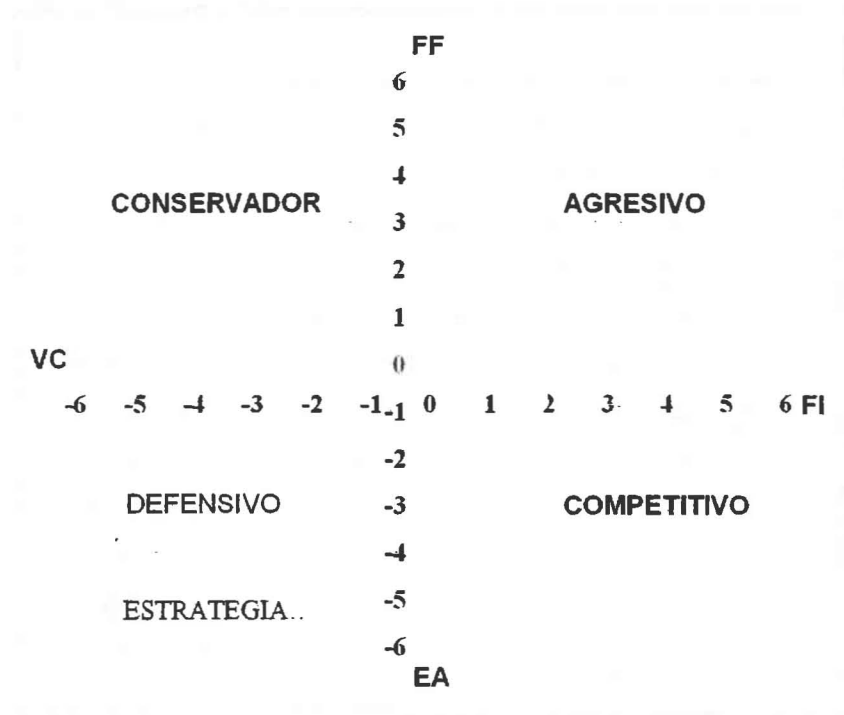 FF
6
5
4
CONSERVADOR AGRESIVO
3
2
1
VC
0
-6 -5 -4 -3 -2 -1 -1 0 1 2 3 4 5 6 FI
-2
DEFENSIVO -3 COMPETITIVO
-4
ESTRATEGIA.. -5
-6
EA